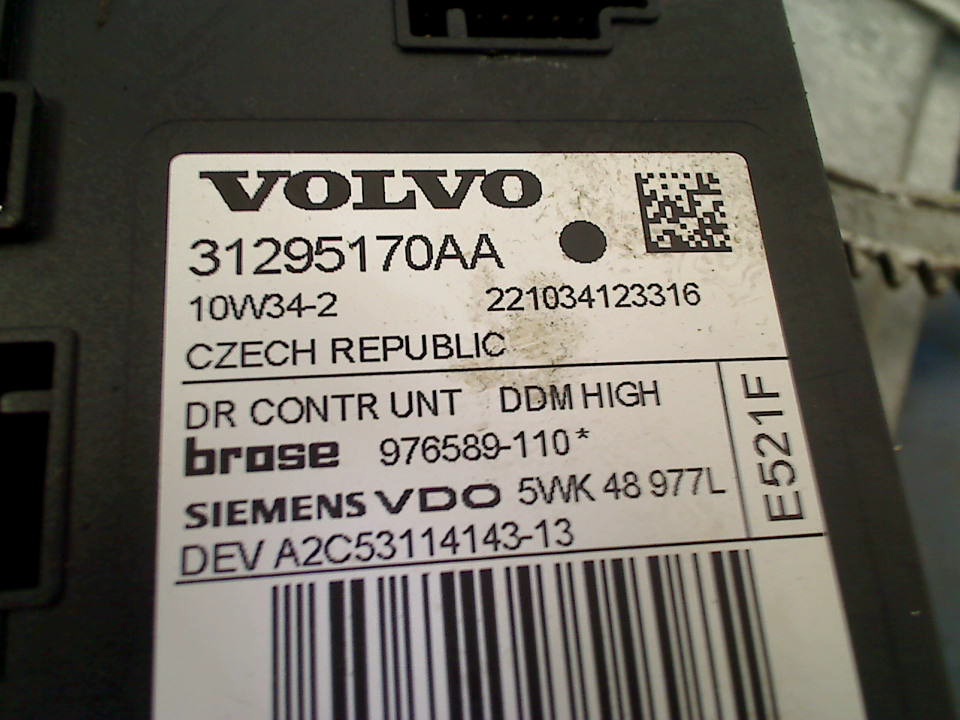 VOLVO
31295170AA
10W34-2 221034123316
CZECH REPUBLIC
DR CONTR UNT DDM HIGH
brose 976589-110*
SIEMENS VDO 5WK 48 977L
DEV A2C53114143-13
E521F